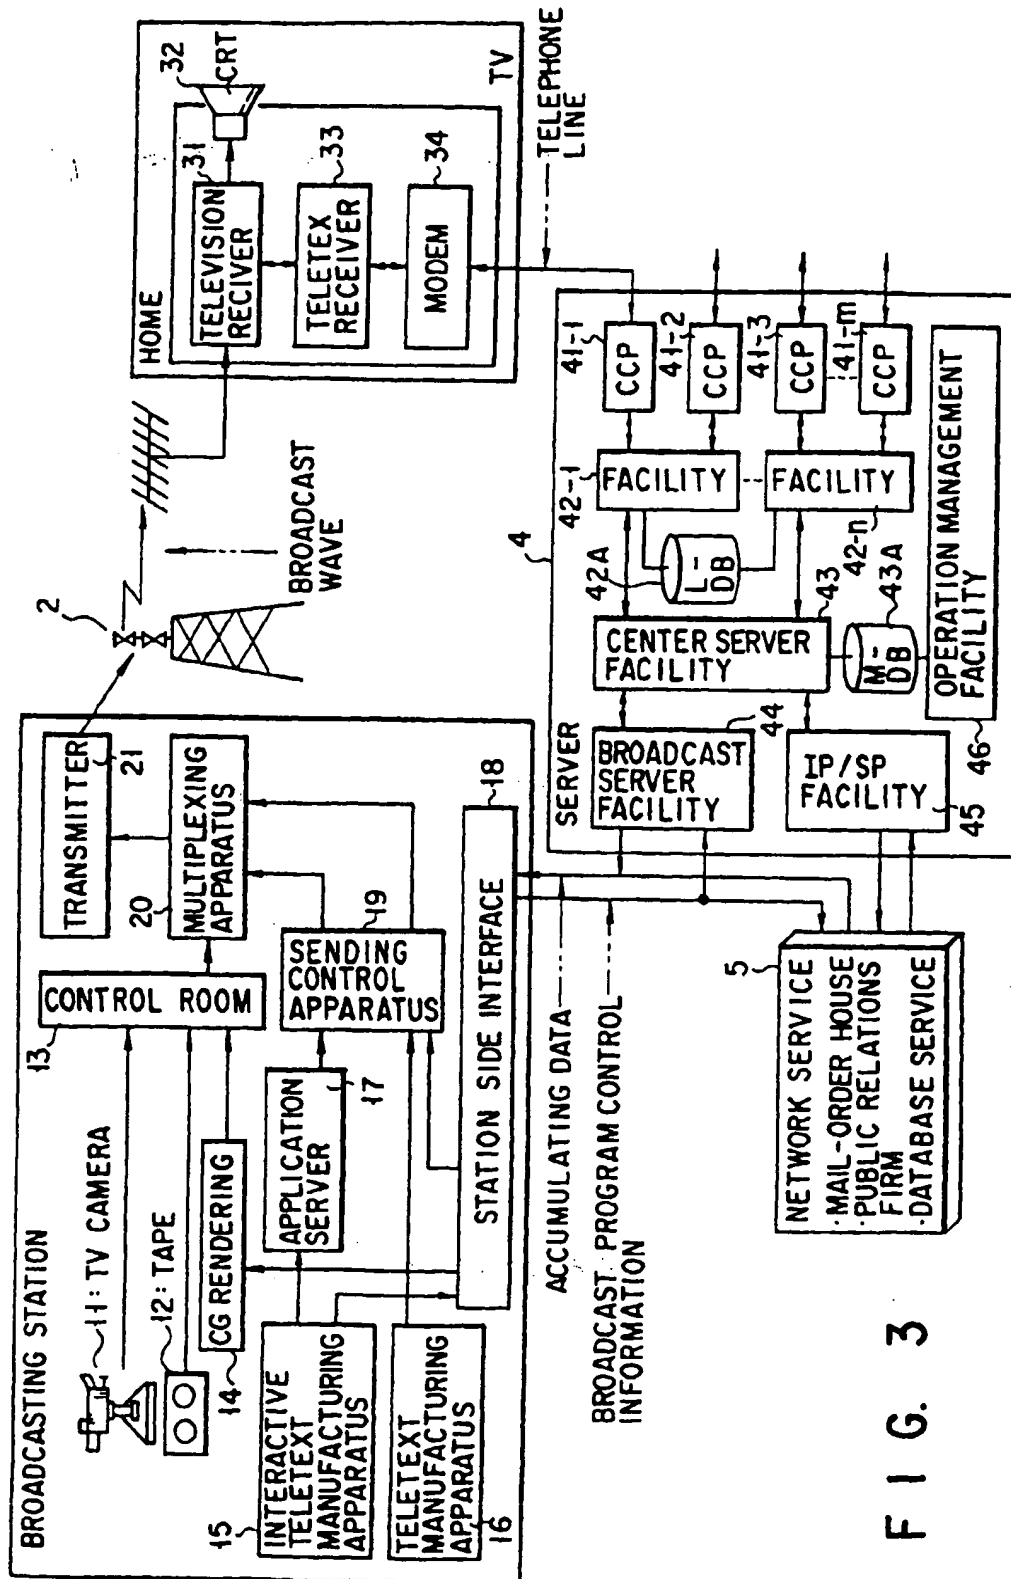 BROADCASTING STATION
11: TV CAMERA
12: TAPE
13
CONTROL ROOM
14
CG RENDERING
15
INTERACTIVE
TELETEXT
MANUFACTURING
APPARATUS
TELETEXT
MANUFACTURING
APPARATUS
16
APPLICATION
SERVER
17
SENDING
CONTROL
APPARATUS
19
STATION SIDE INTERFACE
18
20
MULTIPLEXING
APPARATUS
TRANSMITTER
21
2
BROADCAST
WAVE
HOME
TELEVISION
RECIVER
31
32
CRT
TELETEX
RECEIVER
33
MODEM
34
TV
TELEPHONE
LINE
ACCUMULATING DATA
BROADCAST PROGRAM CONTROL
INFORMATION
SERVER
4
BROADCAST
SERVER
FACILITY
44
IP/SP
FACILITY
45
CENTER SERVER
FACILITY
43
42A
L-
DB
M-
DB
43A
42-1
FACILITY
FACILITY
42-n
41-1
CCP
41-2
CCP
41-3
CCP
41-m
CCP
46
OPERATION MANAGEMENT
FACILITY
5
NETWORK SERVICE
·MAIL-ORDER HOUSE
·PUBLIC RELATIONS
FIRM
·DATABASE SERVICE
FIG. 3